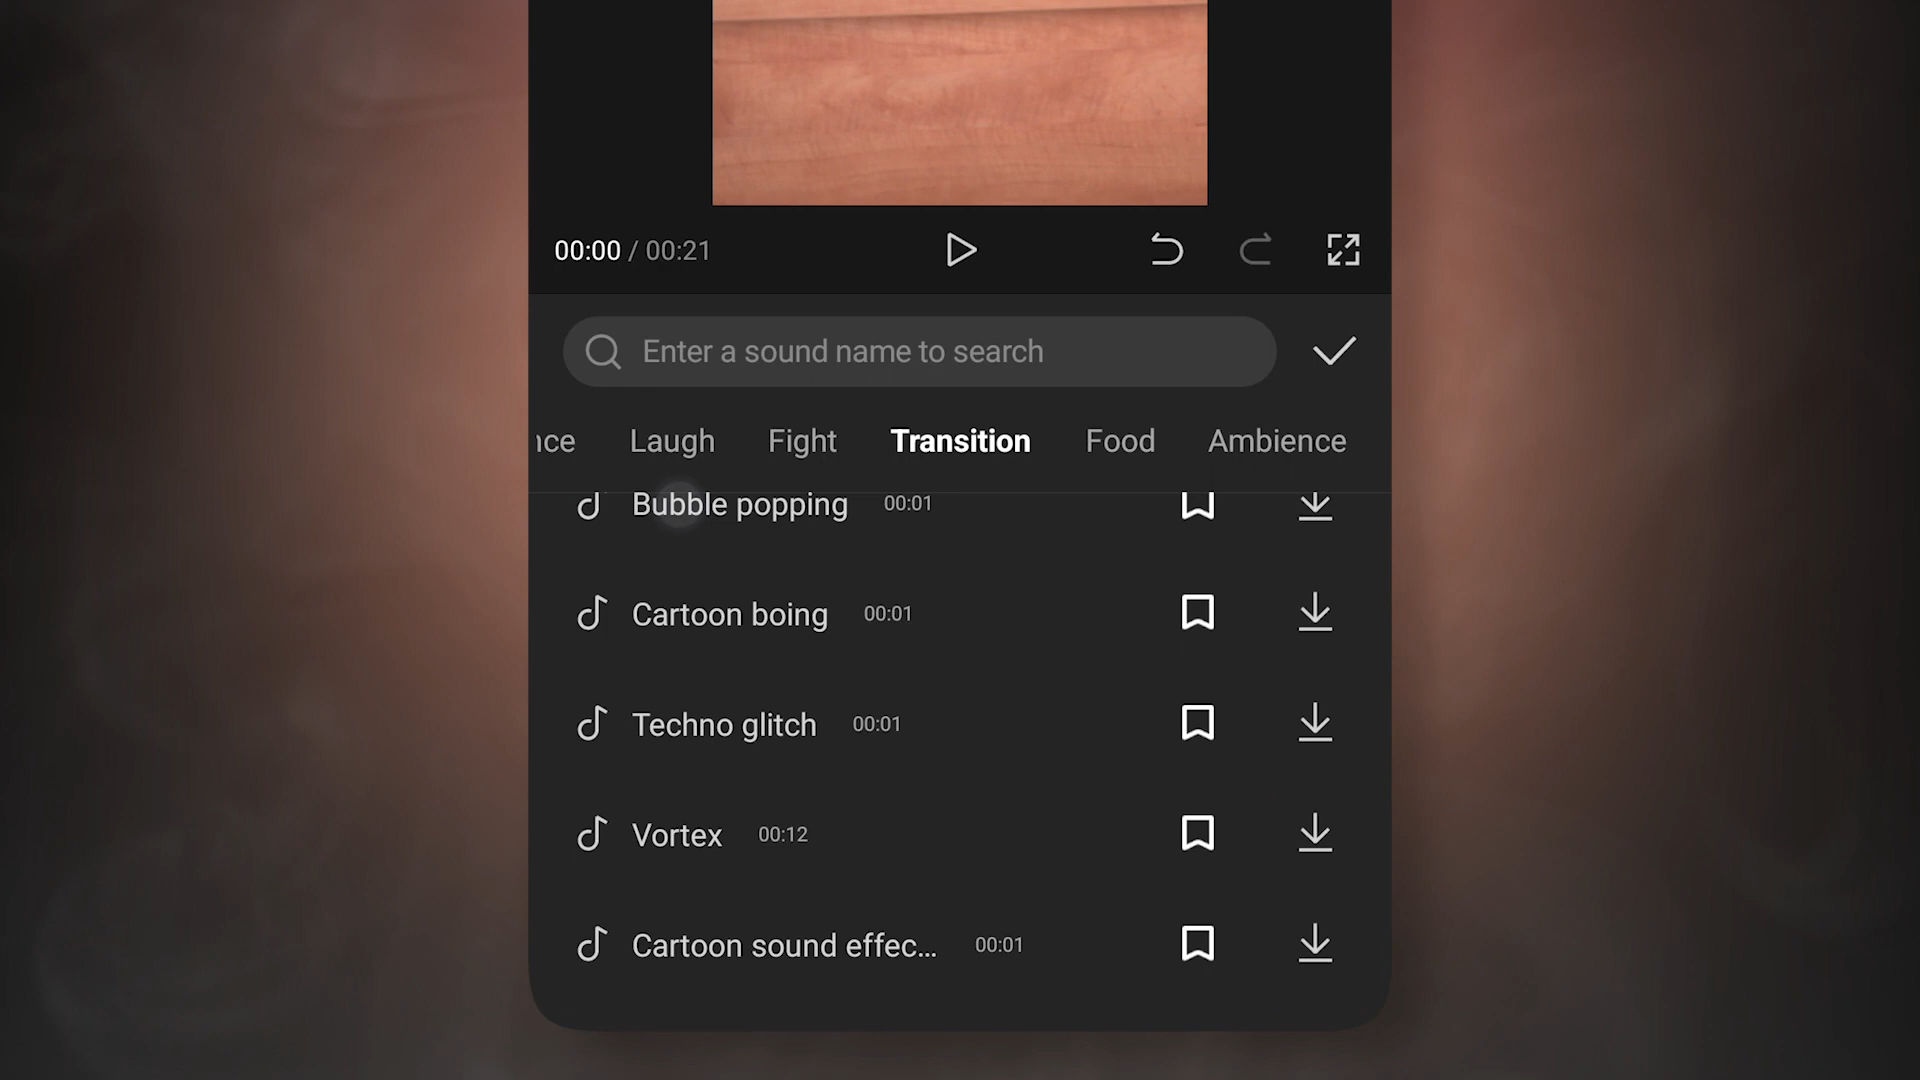 00:00 / 00:21
Enter a sound name to search
nce Laugh Fight Transition Food Ambience
Bubble popping 00:01
Cartoon boing 00:01
Techno glitch 00:01
Vortex 00:12
Cartoon sound effec... 00:01